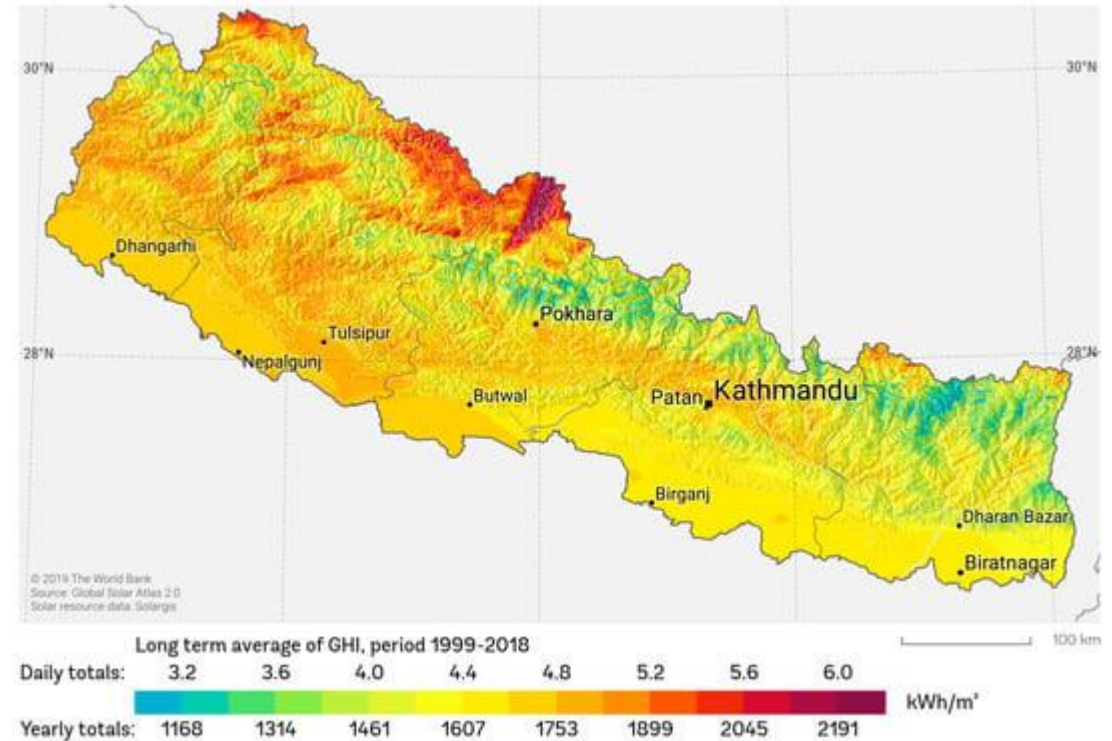 30°N
30°N
Dhangarhi
Pokhara
Tulsipur
28°N
28°N
Nepalgunj
Butwal
Patan
Kathmandu
Birganj
Dharan Bazar
Biratnagar
© 2019 The World Bank
Source: Global Solar Atlas 2.0
Solar resource data: Solargis
100 km
Long term average of GHI, period 1999-2018
Daily totals: 3.2 3.6 4.0 4.4 4.8 5.2 5.6 6.0
kWh/m²
Yearly totals: 1168 1314 1461 1607 1753 1899 2045 2191